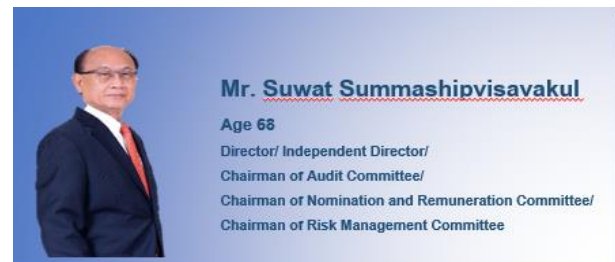 Mr. Suwat Summashipvisavakul
Age 68
Director/ Independent Director/
Chairman of Audit Committee/
Chairman of Nomination and Remuneration Committee/
Chairman of Risk Management Committee